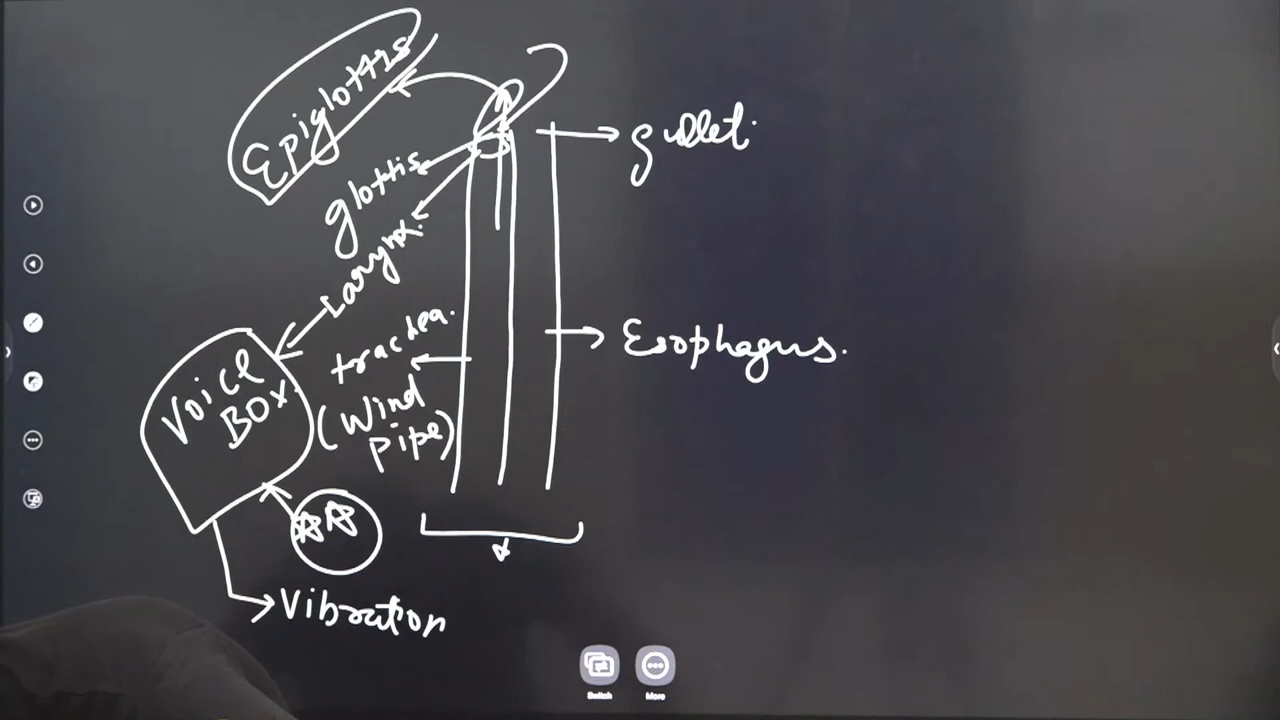 Epiglottis
gullet.
glottis
Larynx.
trachea.
(Wind
pipe)
Esophagus.
Voice
BOX
Vibration
Switch
More